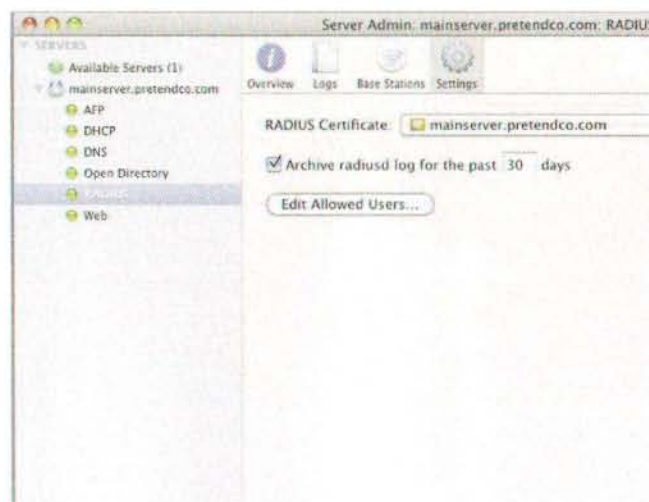 Server Admin: mainserver.pretendco.com: RADIUS
SERVERS
Available Servers (1)
mainserver.pretendco.com
AFP
DHCP
DNS
Open Directory
RADIUS
Web
Overview
Logs
Base Stations
Settings
RADIUS Certificate: mainserver.pretendco.com
Archive radiusd log for the past 30 days
Edit Allowed Users...